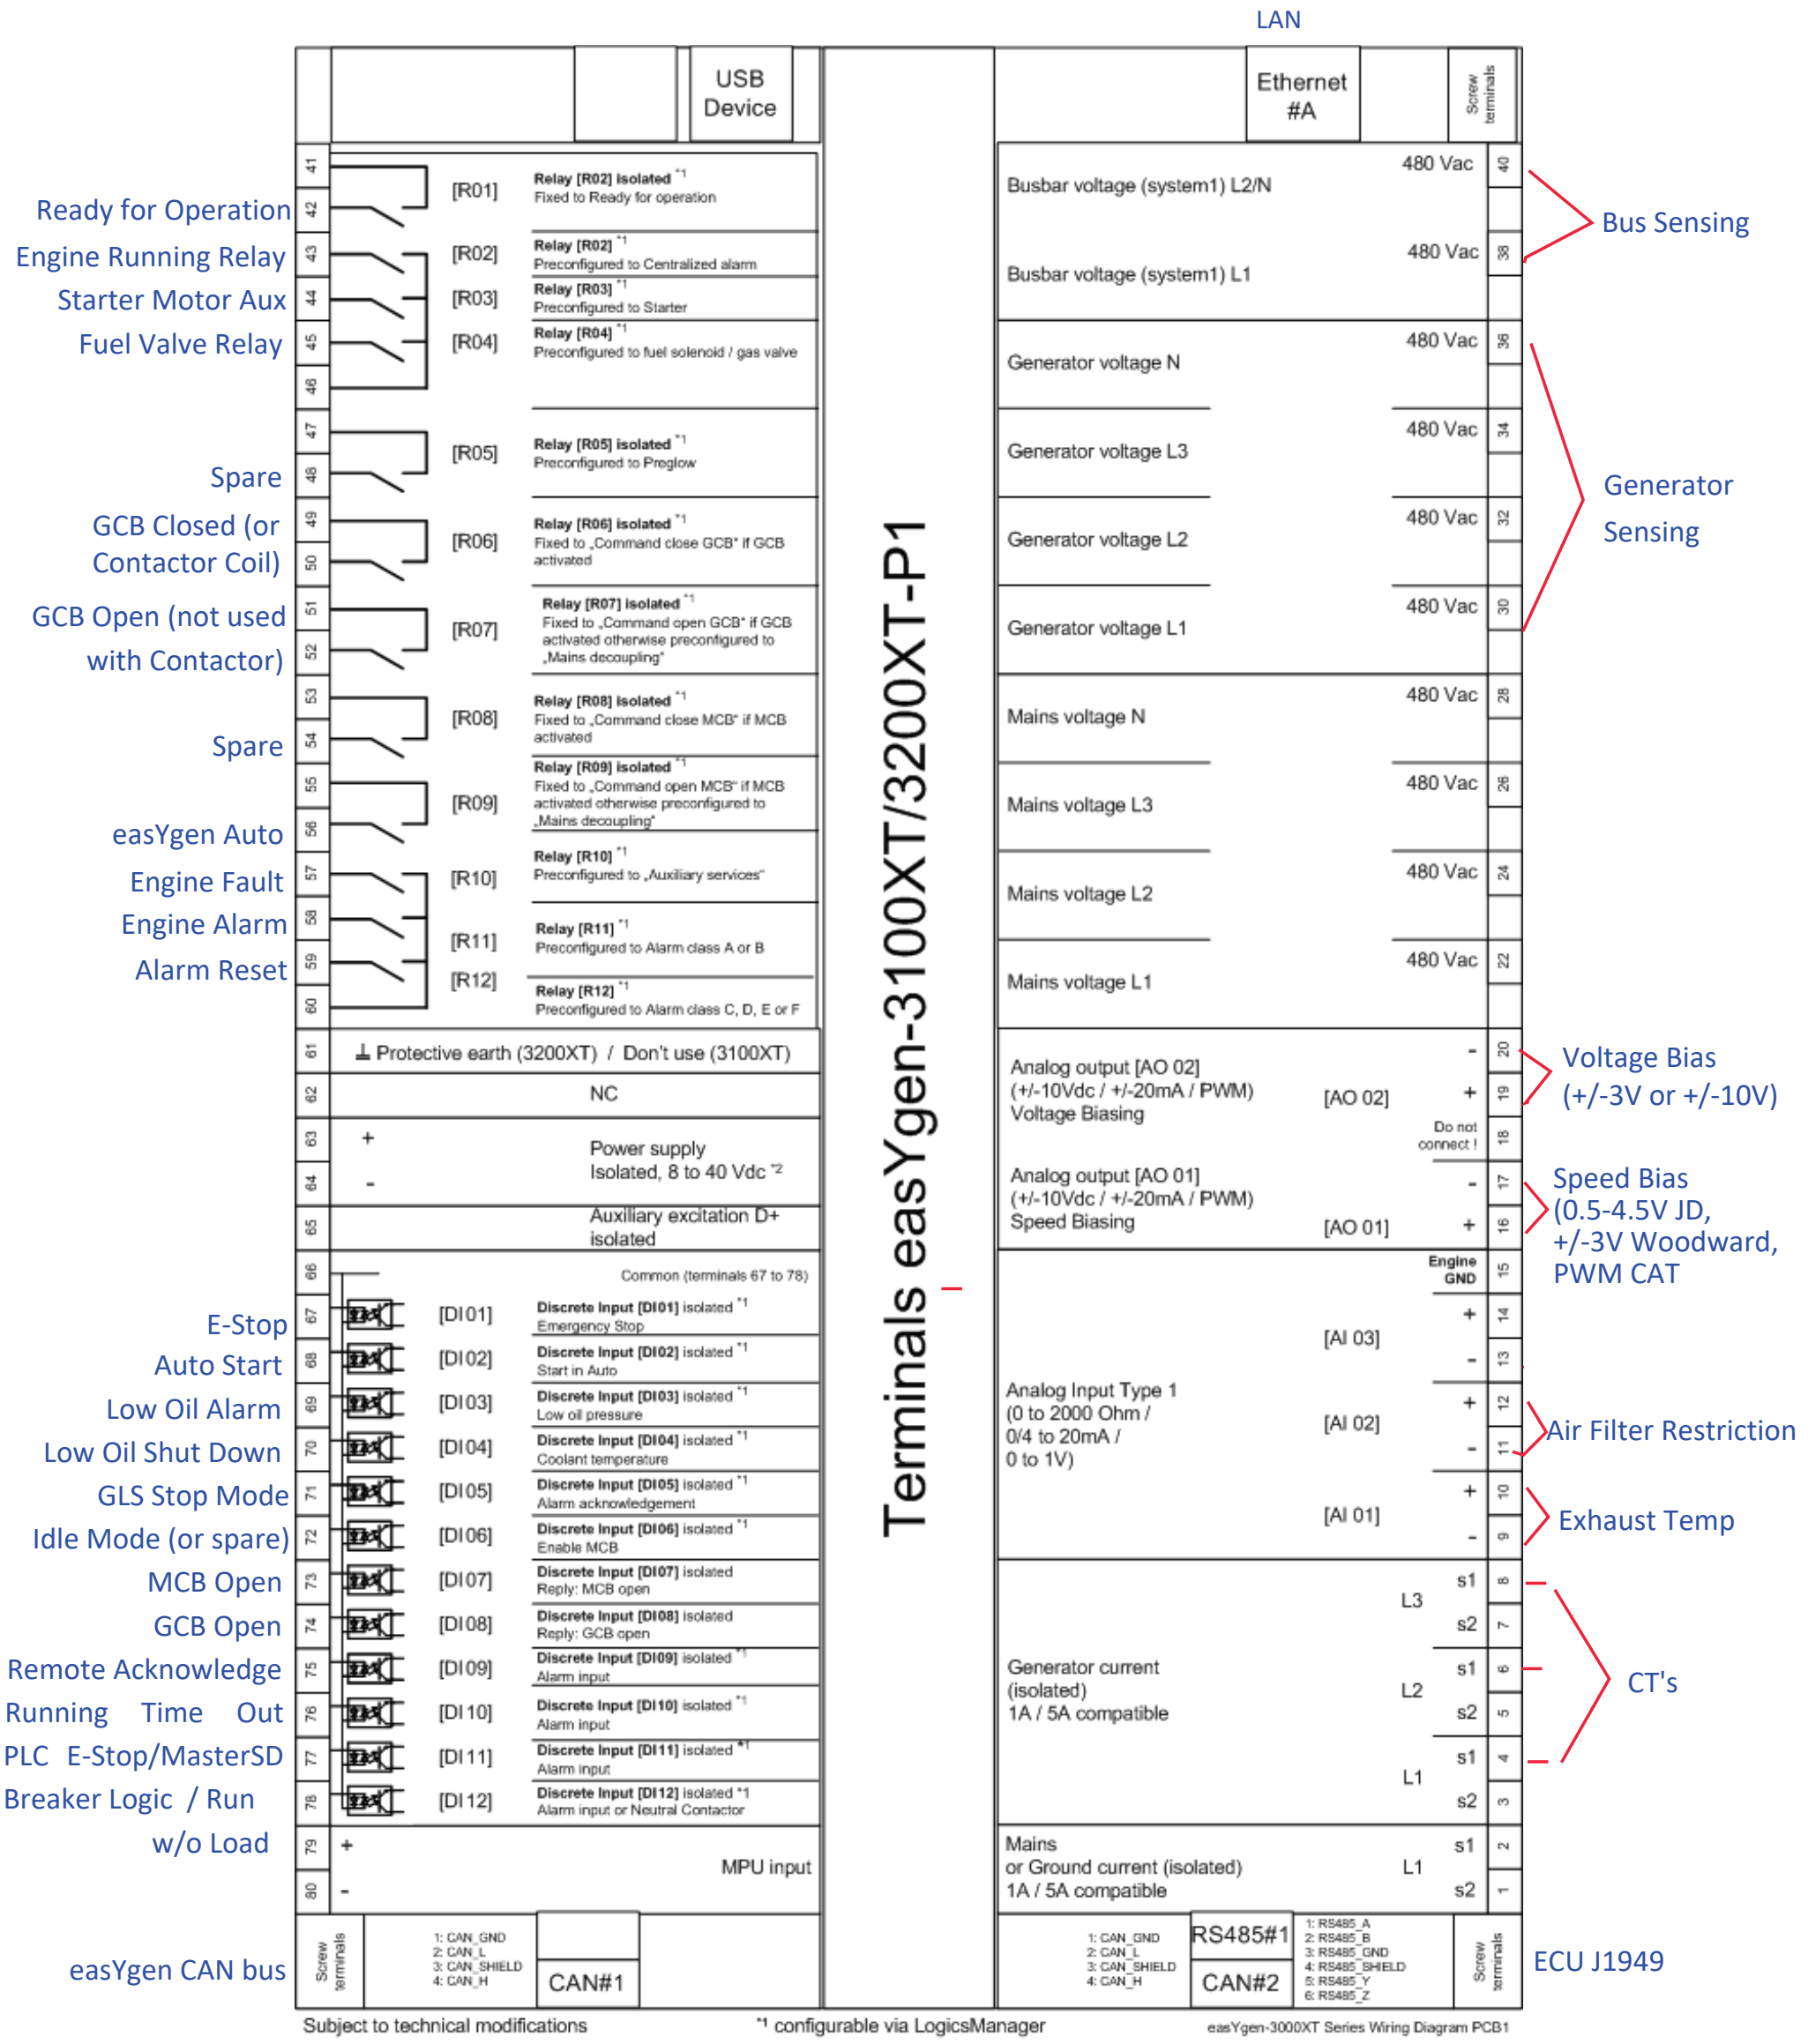 LAN
USB
Device
Ethernet
#A
Screw
terminals
Ready for Operation
Engine Running Relay
Starter Motor Aux
Fuel Valve Relay
Spare
GCB Closed (or
Contactor Coil)
GCB Open (not used
with Contactor)
Spare
easYgen Auto
Engine Fault
Engine Alarm
Alarm Reset
E-Stop
Auto Start
Low Oil Alarm
Low Oil Shut Down
GLS Stop Mode
Idle Mode (or spare)
MCB Open
GCB Open
Remote Acknowledge
Running Time Out
PLC E-Stop/MasterSD
Breaker Logic / Run
w/o Load
easYgen CAN bus
41
42
[R01]
Relay [R02] isolated *1
Fixed to Ready for operation
43
[R02]
Relay [R02] *1
Preconfigured to Centralized alarm
44
[R03]
Relay [R03] *1
Preconfigured to Starter
45
46
[R04]
Relay [R04] *1
Preconfigured to fuel solenoid / gas valve
47
48
[R05]
Relay [R05] isolated *1
Preconfigured to Preglow
49
50
[R06]
Relay [R06] isolated *1
Fixed to „Command close GCB“ if GCB
activated
51
52
[R07]
Relay [R07] isolated *1
Fixed to „Command open GCB“ if GCB
activated otherwise preconfigured to
„Mains decoupling“
53
54
[R08]
Relay [R08] isolated *1
Fixed to „Command close MCB“ if MCB
activated
55
56
[R09]
Relay [R09] isolated *1
Fixed to „Command open MCB“ if MCB
activated otherwise preconfigured to
„Mains decoupling“
57
[R10]
Relay [R10] *1
Preconfigured to „Auxiliary services“
58
[R11]
Relay [R11] *1
Preconfigured to Alarm class A or B
59
60
[R12]
Relay [R12] *1
Preconfigured to Alarm class C, D, E or F
61
Protective earth (3200XT) / Don't use (3100XT)
62
NC
63
+
64
-
Power supply
Isolated, 8 to 40 Vdc *2
65
Auxiliary excitation D+
isolated
66
Common (terminals 67 to 78)
67
[DI 01]
Discrete Input [DI01] isolated *1
Emergency Stop
68
[DI 02]
Discrete Input [DI02] isolated *1
Start in Auto
69
[DI 03]
Discrete Input [DI03] isolated *1
Low oil pressure
70
[DI 04]
Discrete Input [DI04] isolated *1
Coolant temperature
71
[DI 05]
Discrete Input [DI05] isolated *1
Alarm acknowledgement
72
[DI 06]
Discrete Input [DI06] isolated *1
Enable MCB
73
[DI 07]
Discrete Input [DI07] isolated
Reply: MCB open
74
[DI 08]
Discrete Input [DI08] isolated
Reply: GCB open
75
[DI 09]
Discrete Input [DI09] isolated *1
Alarm input
76
[DI 10]
Discrete Input [DI10] isolated *1
Alarm input
77
[DI 11]
Discrete Input [DI11] isolated *1
Alarm input
78
[DI 12]
Discrete Input [DI12] isolated *1
Alarm input or Neutral Contactor
79
+
80
-
MPU input
Screw
terminals
1: CAN_GND
2: CAN_L
3: CAN_SHIELD
4: CAN_H
CAN#1
Terminals easYgen-3100XT/3200XT-P1
Busbar voltage (system1) L2/N
480 Vac
40
Busbar voltage (system1) L1
480 Vac
38
Generator voltage N
480 Vac
36
Generator voltage L3
480 Vac
34
Generator voltage L2
480 Vac
32
Generator voltage L1
480 Vac
30
Mains voltage N
480 Vac
28
Mains voltage L3
480 Vac
26
Mains voltage L2
480 Vac
24
Mains voltage L1
480 Vac
22
Analog output [AO 02]
(+/-10Vdc / +/-20mA / PWM)
Voltage Biasing
[AO 02]
-
20
+
19
Do not
connect !
18
Analog output [AO 01]
(+/-10Vdc / +/-20mA / PWM)
Speed Biasing
[AO 01]
-
17
+
16
Engine
GND
15
Analog Input Type 1
(0 to 2000 Ohm /
0/4 to 20mA /
0 to 1V)
[AI 03]
+
14
-
13
[AI 02]
+
12
-
11
[AI 01]
+
10
-
9
Generator current
(isolated)
1A / 5A compatible
L3
s1
8
s2
7
L2
s1
6
s2
5
L1
s1
4
s2
3
Mains
or Ground current (isolated)
1A / 5A compatible
L1
s1
2
s2
1
1: CAN_GND
2: CAN_L
3: CAN_SHIELD
4: CAN_H
RS485#1
CAN#2
1: RS485_A
2: RS485_B
3: RS485_GND
4: RS485_SHIELD
5: RS485_Y
6: RS485_Z
Screw
terminals
Bus Sensing
Generator
Sensing
Voltage Bias
(+/-3V or +/-10V)
Speed Bias
(0.5-4.5V JD,
+/-3V Woodward,
PWM CAT
Air Filter Restriction
Exhaust Temp
CT's
ECU J1949
Subject to technical modifications
*1 configurable via LogicsManager
easYgen-3000XT Series Wiring Diagram PCB1